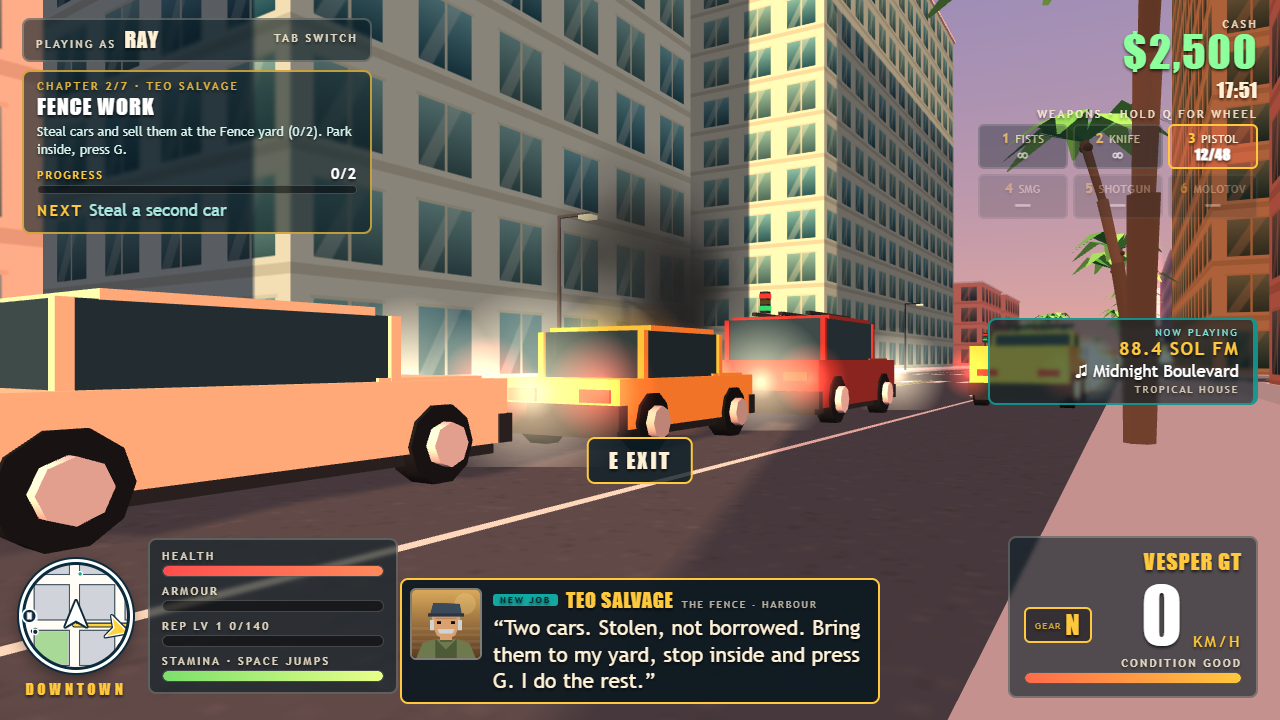 PLAYING AS RAY TAB SWITCH
CHAPTER 2/7 · TEO SALVAGE
FENCE WORK
Steal cars and sell them at the Fence yard (0/2). Park
inside, press G.
PROGRESS 0/2
NEXT Steal a second car
CASH
$2,500
17:51
WEAPONS · HOLD Q FOR WHEEL
1 FISTS
∞
2 KNIFE
∞
3 PISTOL
12/48
4 SMG
—
5 SHOTGUN
—
6 MOLOTOV
—
NOW PLAYING
88.4 SOL FM
♫ Midnight Boulevard
TROPICAL HOUSE
E EXIT
HEALTH
ARMOUR
REP LV 1 0/140
STAMINA · SPACE JUMPS
DOWNTOWN
NEW JOB TEO SALVAGE THE FENCE · HARBOUR
“Two cars. Stolen, not borrowed. Bring
them to my yard, stop inside and press
G. I do the rest.”
VESPER GT
GEAR N
0 KM/H
CONDITION GOOD